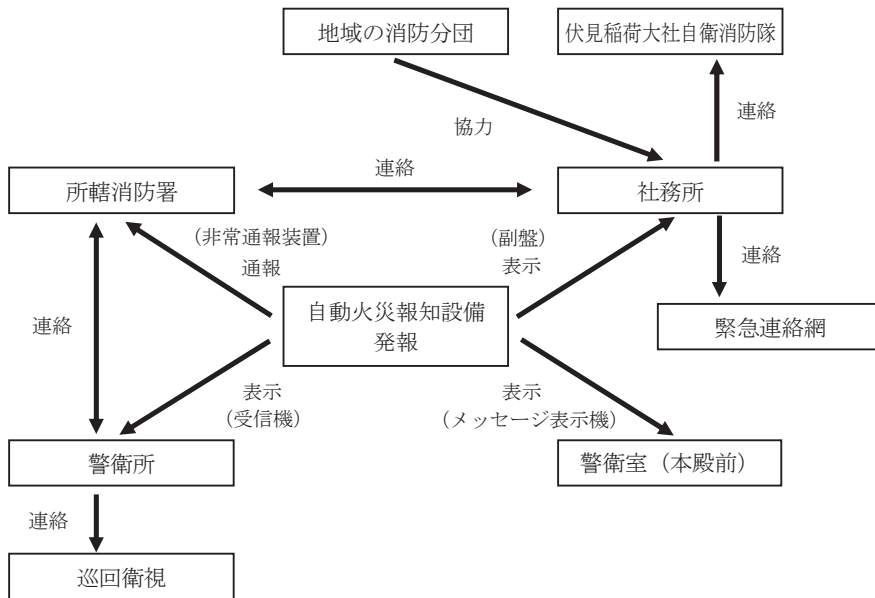 地域の消防分団
伏見稲荷大社自衛消防隊
協力
連絡
所轄消防署
連絡
社務所
（非常通報装置）
通報
（副盤）
表示
連絡
連絡
自動火災報知設備
発報
緊急連絡網
表示
（受信機）
表示
（メッセージ表示機）
警衛所
警衛室（本殿前）
連絡
巡回衛視